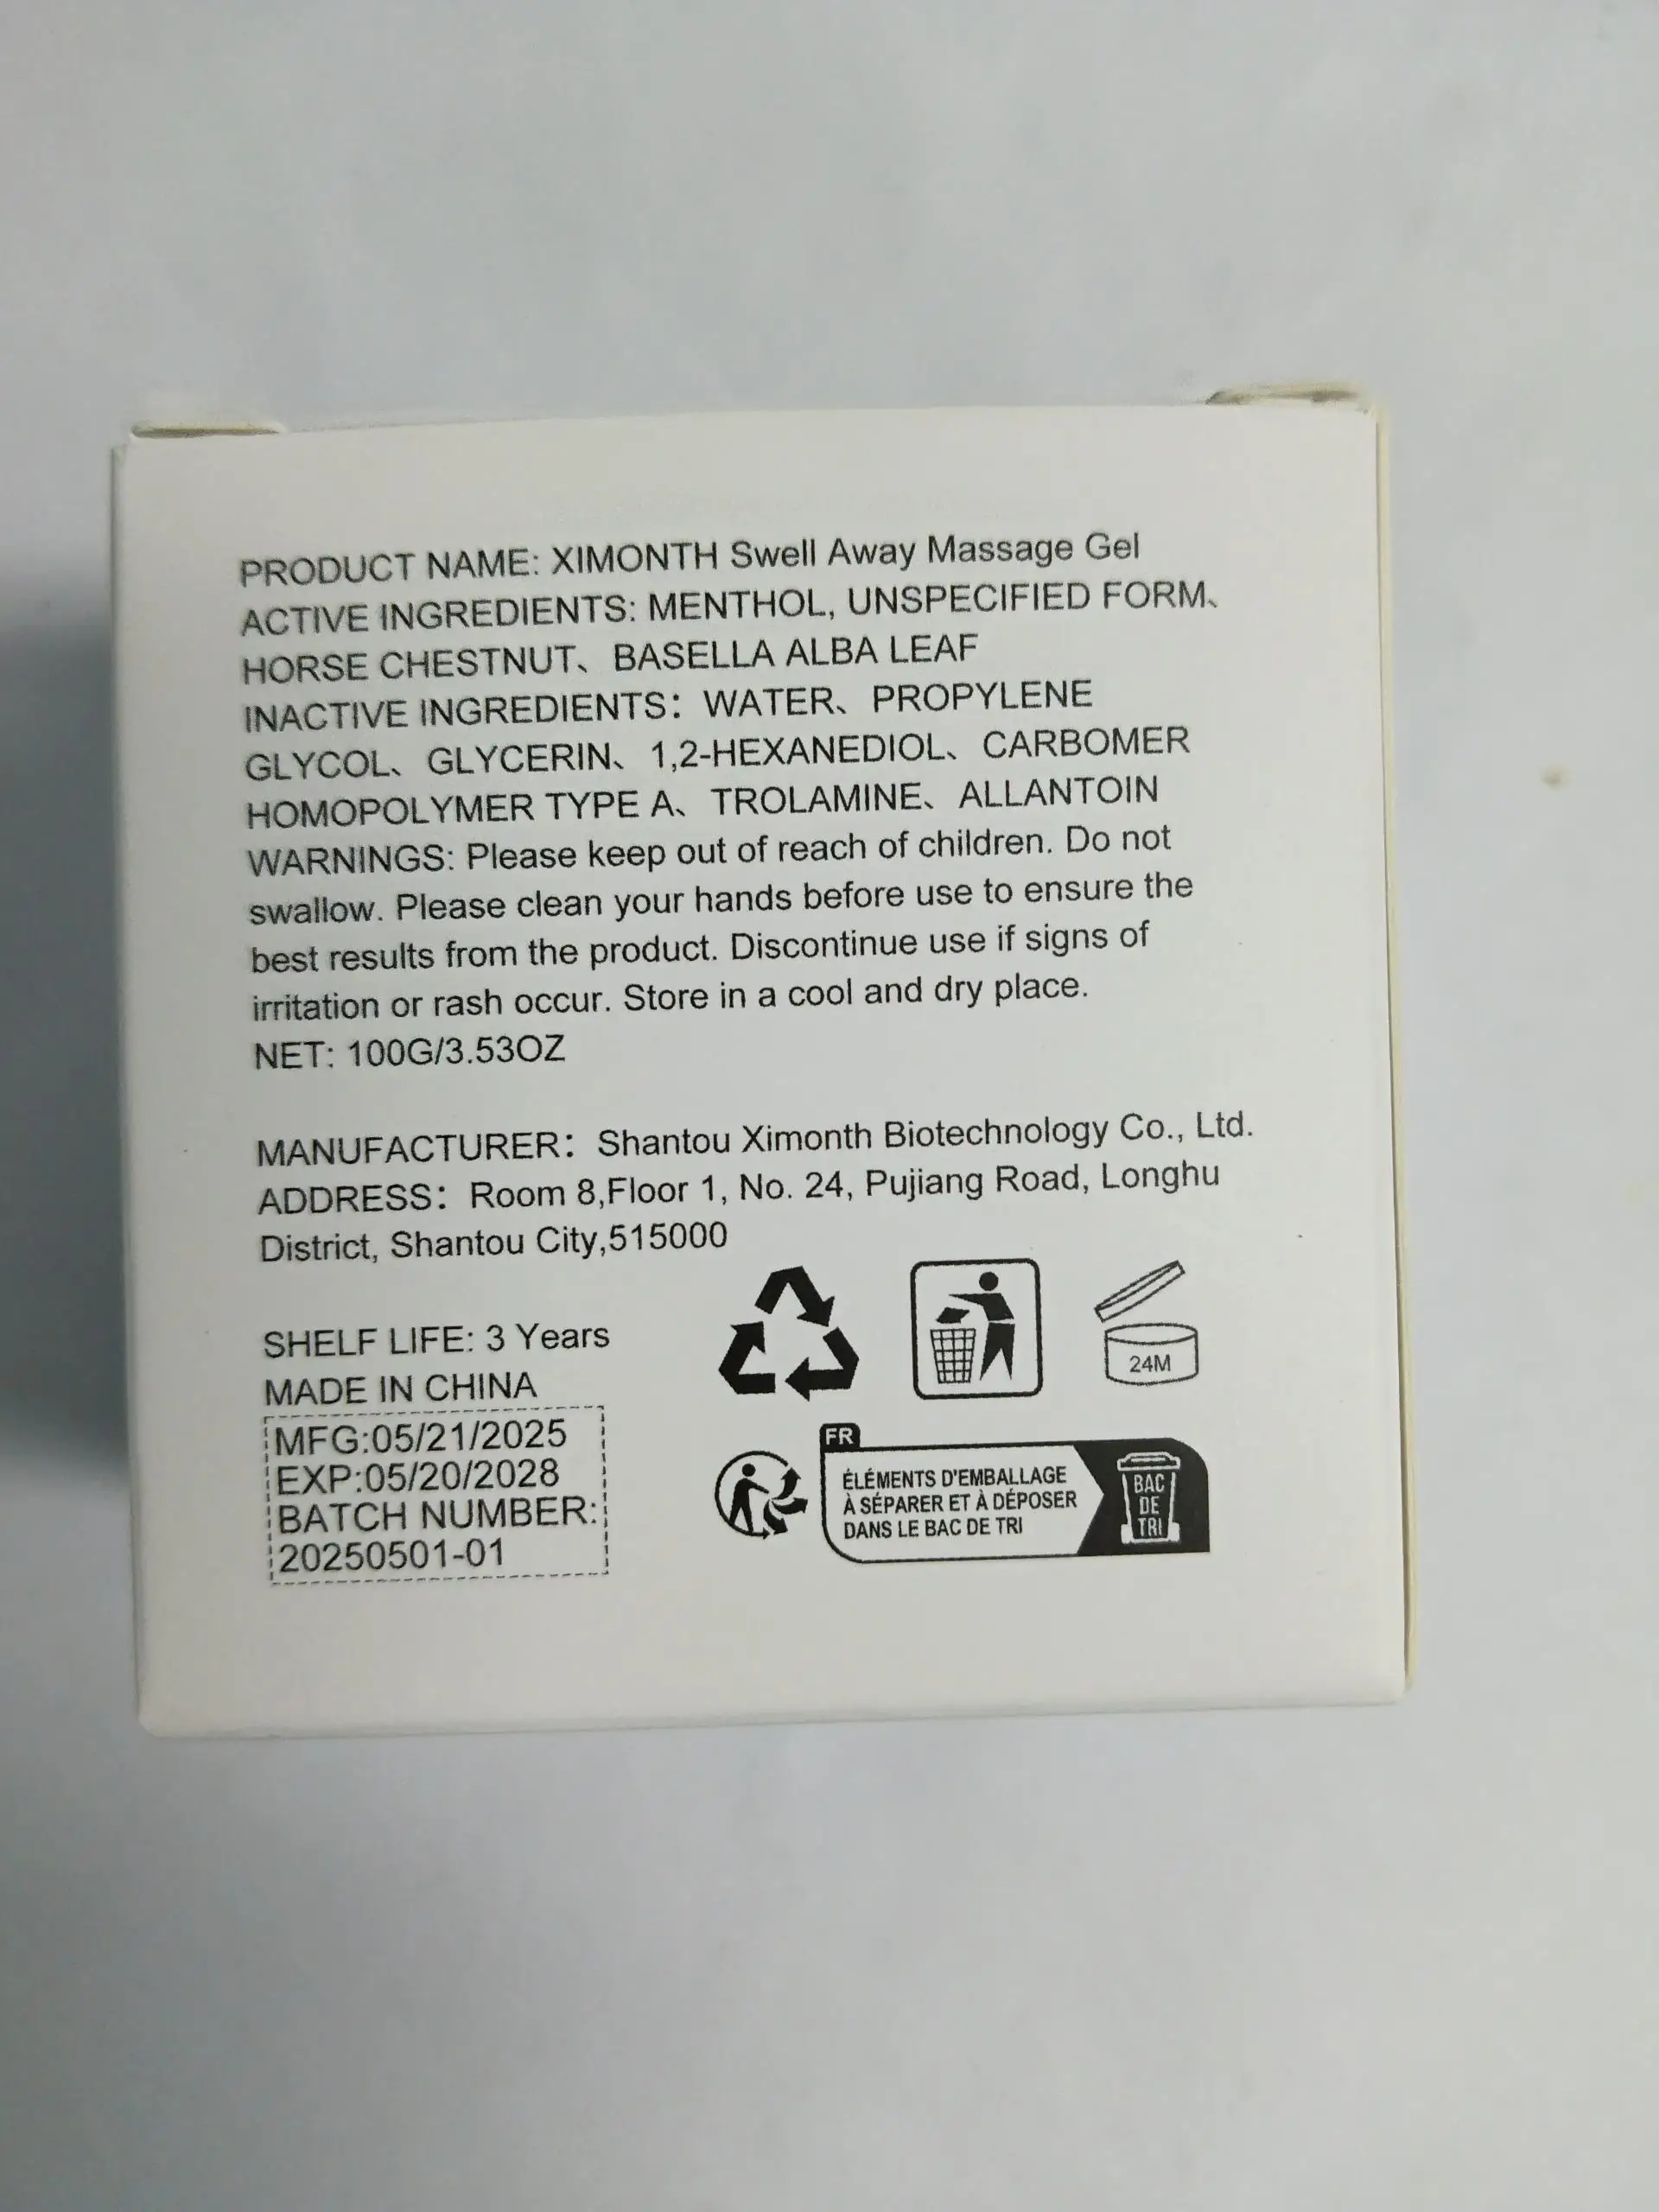 PRODUCT NAME: XIMONTH Swell Away Massage Gel
ACTIVE INGREDIENTS: MENTHOL, UNSPECIFIED FORM、
HORSE CHESTNUT、BASELLA ALBA LEAF
INACTIVE INGREDIENTS：WATER、PROPYLENE
GLYCOL、GLYCERIN、1,2-HEXANEDIOL、CARBOMER
HOMOPOLYMER TYPE A、TROLAMINE、ALLANTOIN
WARNINGS: Please keep out of reach of children. Do not
swallow. Please clean your hands before use to ensure the
best results from the product. Discontinue use if signs of
irritation or rash occur. Store in a cool and dry place.
NET: 100G/3.53OZ
MANUFACTURER：Shantou Ximonth Biotechnology Co., Ltd.
ADDRESS：Room 8,Floor 1, No. 24, Pujiang Road, Longhu
District, Shantou City,515000
SHELF LIFE: 3 Years
MADE IN CHINA
MFG:05/21/2025
EXP:05/20/2028
BATCH NUMBER:
20250501-01
24M
FR
ÉLÉMENTS D'EMBALLAGE
À SÉPARER ET À DÉPOSER
DANS LE BAC DE TRI
BAC
DE
TRI